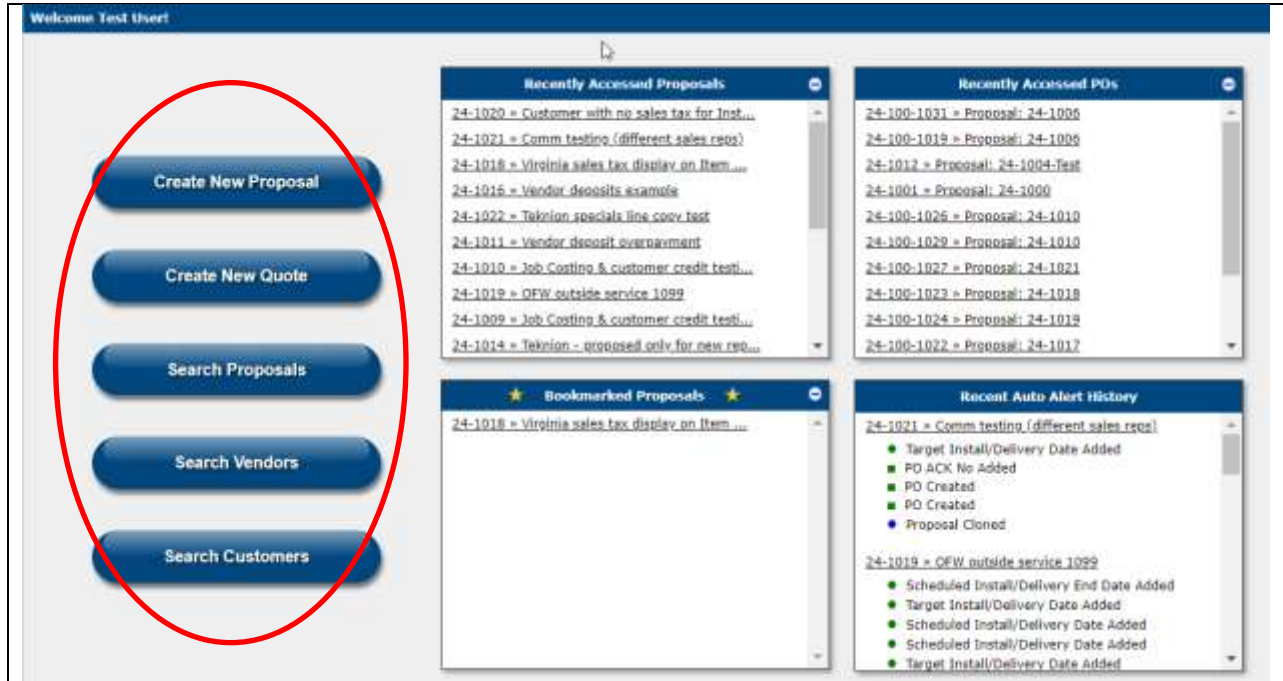 Welcome Test User!
Create New Proposal
Create New Quote
Search Proposals
Search Vendors
Search Customers
Recently Accessed Proposals
24-1020 » Customer with no sales tax for Inst...
24-1021 » Comm testing (different sales reps)
24-1018 » Virginia sales tax display on Item ...
24-1016 » Vendor deposits example
24-1022 » Teknion specials line copy test
24-1011 » Vendor deposit overpayment
24-1010 » Job Costing & customer credit testi...
24-1019 » OFW outside service 1099
24-1009 » Job Costing & customer credit testi...
24-1014 » Teknion - proposed only for new rep...
Recently Accessed POs
24-100-1031 » Proposal: 24-1006
24-100-1019 » Proposal: 24-1006
24-1012 » Proposal: 24-1004-Test
24-1001 » Proposal: 24-1000
24-100-1026 » Proposal: 24-1010
24-100-1029 » Proposal: 24-1010
24-100-1027 » Proposal: 24-1021
24-100-1023 » Proposal: 24-1018
24-100-1024 » Proposal: 24-1019
24-100-1022 » Proposal: 24-1017
Bookmarked Proposals
24-1018 » Virginia sales tax display on Item ...
Recent Auto Alert History
24-1021 » Comm testing (different sales reps)
Target Install/Delivery Date Added
PO ACK No Added
PO Created
PO Created
Proposal Cloned
24-1019 » OFW outside service 1099
Scheduled Install/Delivery End Date Added
Target Install/Delivery Date Added
Scheduled Install/Delivery Date Added
Scheduled Install/Delivery Date Added
Target Install/Delivery Date Added